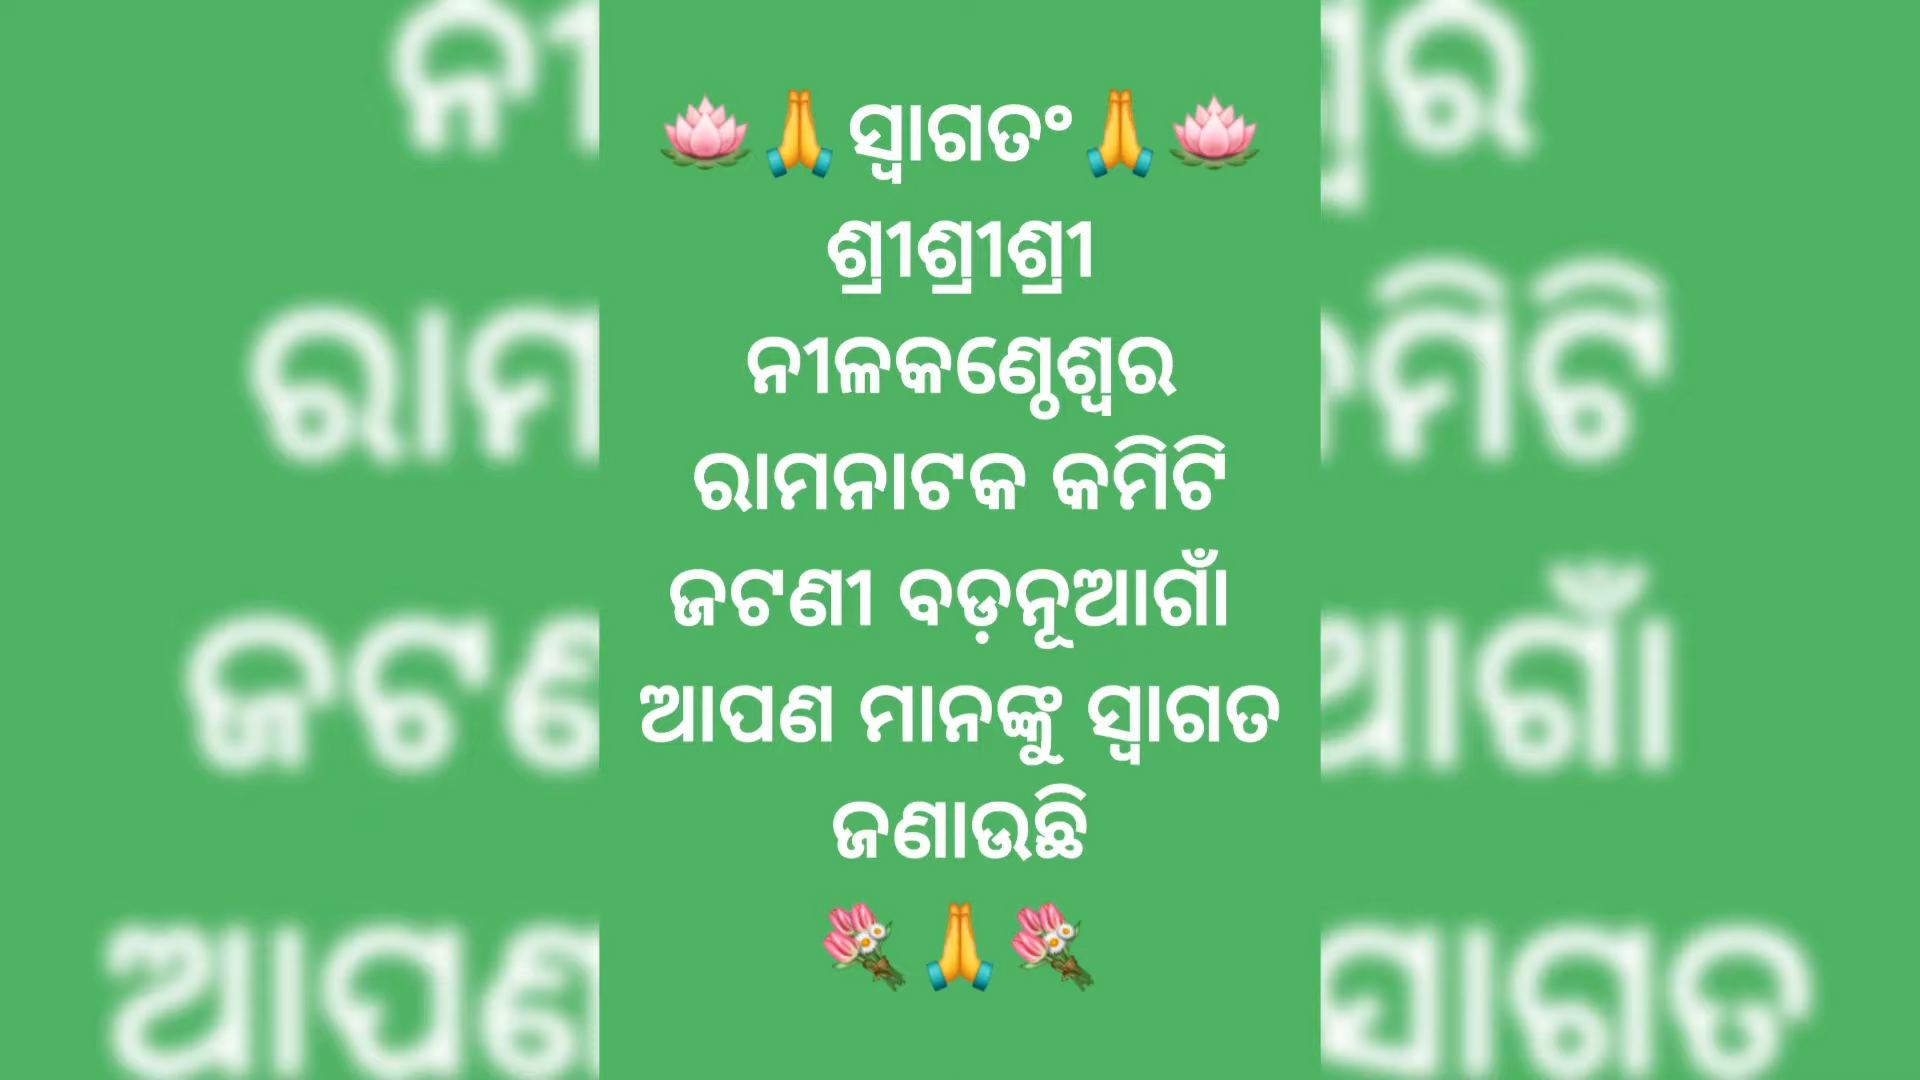 🪷🙏ସ୍ୱାଗତଂ🙏🪷
ଶ୍ରୀଶ୍ରୀଶ୍ରୀ
ନୀଳକଣ୍ଠେଶ୍ୱର
ରାମନାଟକ କମିଟି
ଜଟଣୀ ବଡ଼ନୂଆଗାଁ
ଆପଣ ମାନଙ୍କୁ ସ୍ୱାଗତ
ଜଣାଉଛି
💐🙏💐